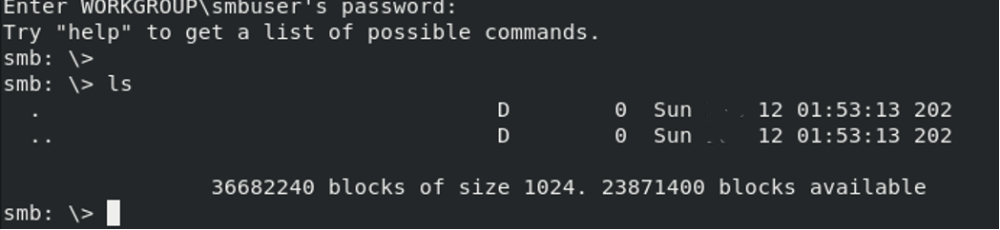 Enter WORKGROUP\smbuser's password:
Try "help" to get a list of possible commands.
smb: \>
smb: \> ls
. D 0 Sun 12 01:53:13 202
.. D 0 Sun 12 01:53:13 202
36682240 blocks of size 1024. 23871400 blocks available
smb: \>